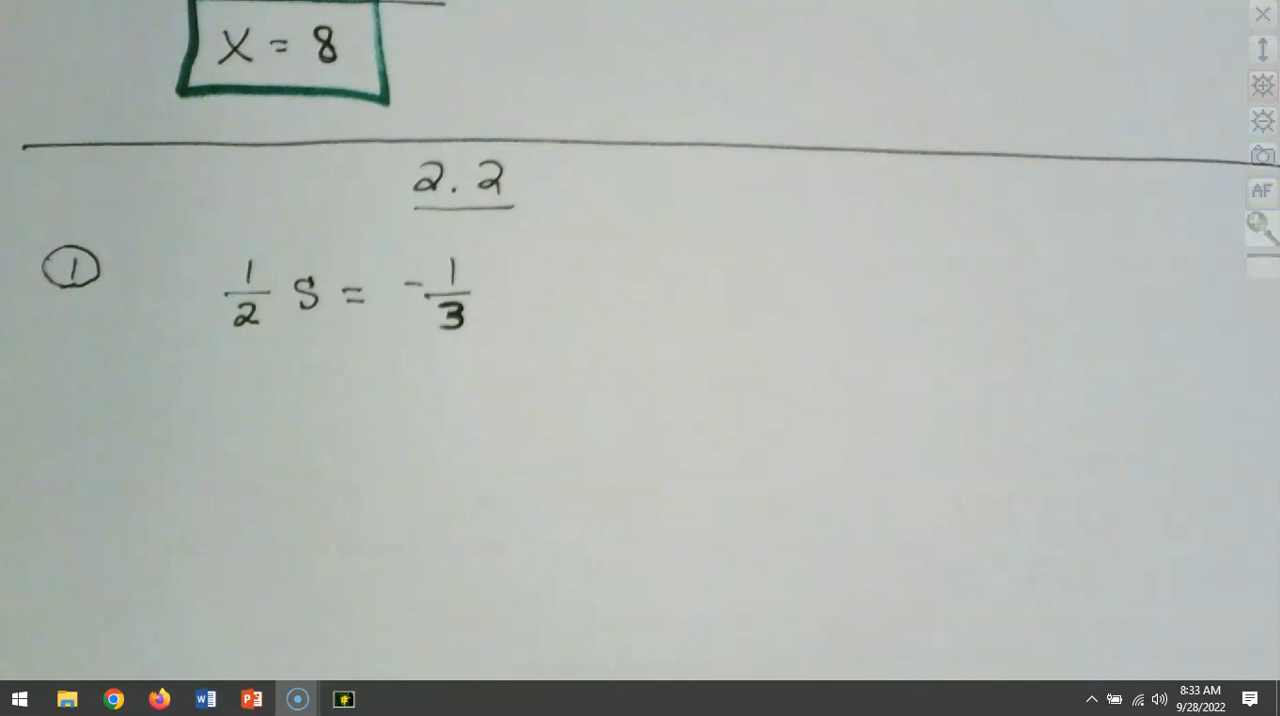 x = 8
2.2
① 1/2 S = -1/3
AF
8:33 AM
9/28/2022